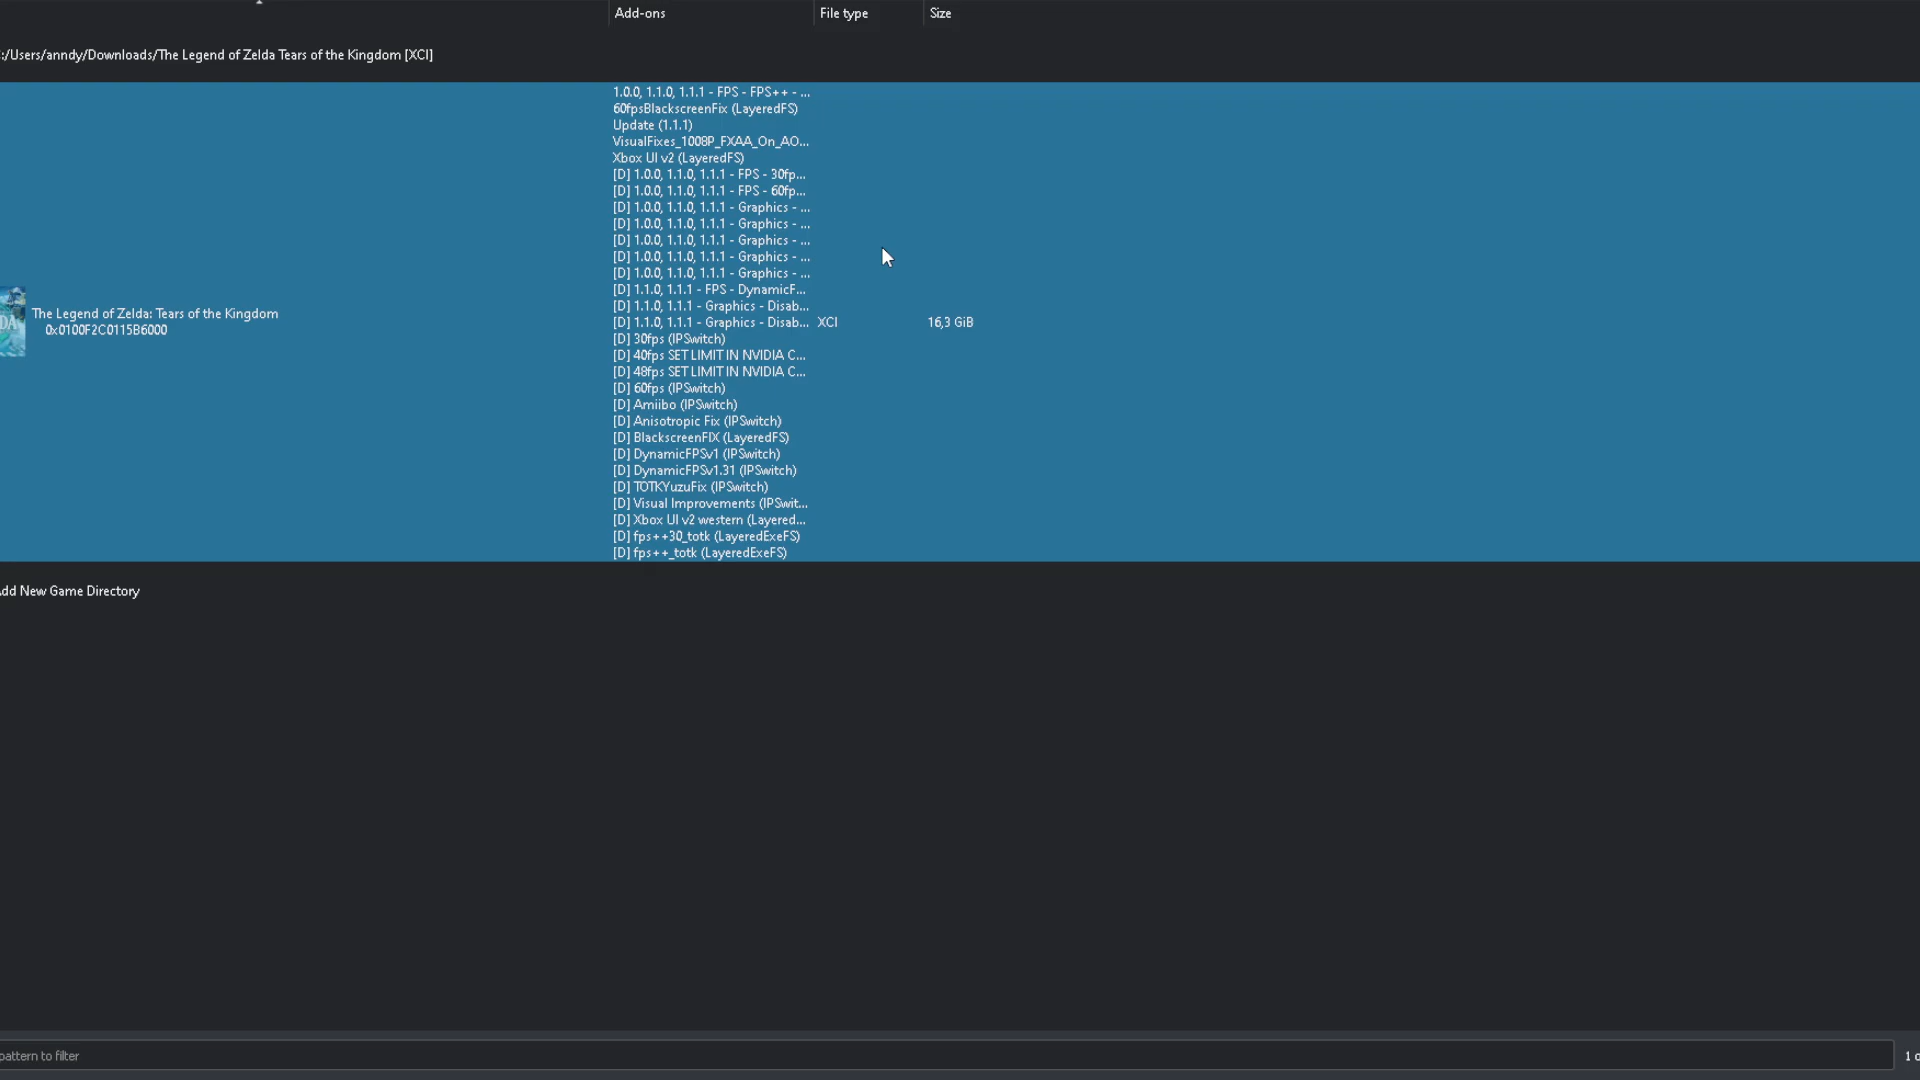 Add-ons File type Size
:/Users/anndy/Downloads/The Legend of Zelda Tears of the Kingdom [XCI]
1.0.0, 1.1.0, 1.1.1 - FPS - FPS++ - ...
60fpsBlackscreenFix (LayeredFS)
Update (1.1.1)
VisualFixes_1008P_FXAA_On_AO...
Xbox UI v2 (LayeredFS)
[D] 1.0.0, 1.1.0, 1.1.1 - FPS - 30fp...
[D] 1.0.0, 1.1.0, 1.1.1 - FPS - 60fp...
[D] 1.0.0, 1.1.0, 1.1.1 - Graphics - ...
[D] 1.0.0, 1.1.0, 1.1.1 - Graphics - ...
[D] 1.0.0, 1.1.0, 1.1.1 - Graphics - ...
[D] 1.0.0, 1.1.0, 1.1.1 - Graphics - ...
[D] 1.0.0, 1.1.0, 1.1.1 - Graphics - ...
[D] 1.1.0, 1.1.1 - FPS - DynamicF...
[D] 1.1.0, 1.1.1 - Graphics - Disab...
The Legend of Zelda: Tears of the Kingdom
0x0100F2C0115B6000
[D] 1.1.0, 1.1.1 - Graphics - Disab... XCI 16,3 GiB
[D] 30fps (IPSwitch)
[D] 40fps SET LIMIT IN NVIDIA C...
[D] 48fps SET LIMIT IN NVIDIA C...
[D] 60fps (IPSwitch)
[D] Amiibo (IPSwitch)
[D] Anisotropic Fix (IPSwitch)
[D] BlackscreenFIX (LayeredFS)
[D] DynamicFPSv1 (IPSwitch)
[D] DynamicFPSv1.31 (IPSwitch)
[D] TOTKYuzuFix (IPSwitch)
[D] Visual Improvements (IPSwit...
[D] Xbox UI v2 western (Layered...
[D] fps++30_totk (LayeredExeFS)
[D] fps++_totk (LayeredExeFS)
dd New Game Directory
pattern to filter
1 o